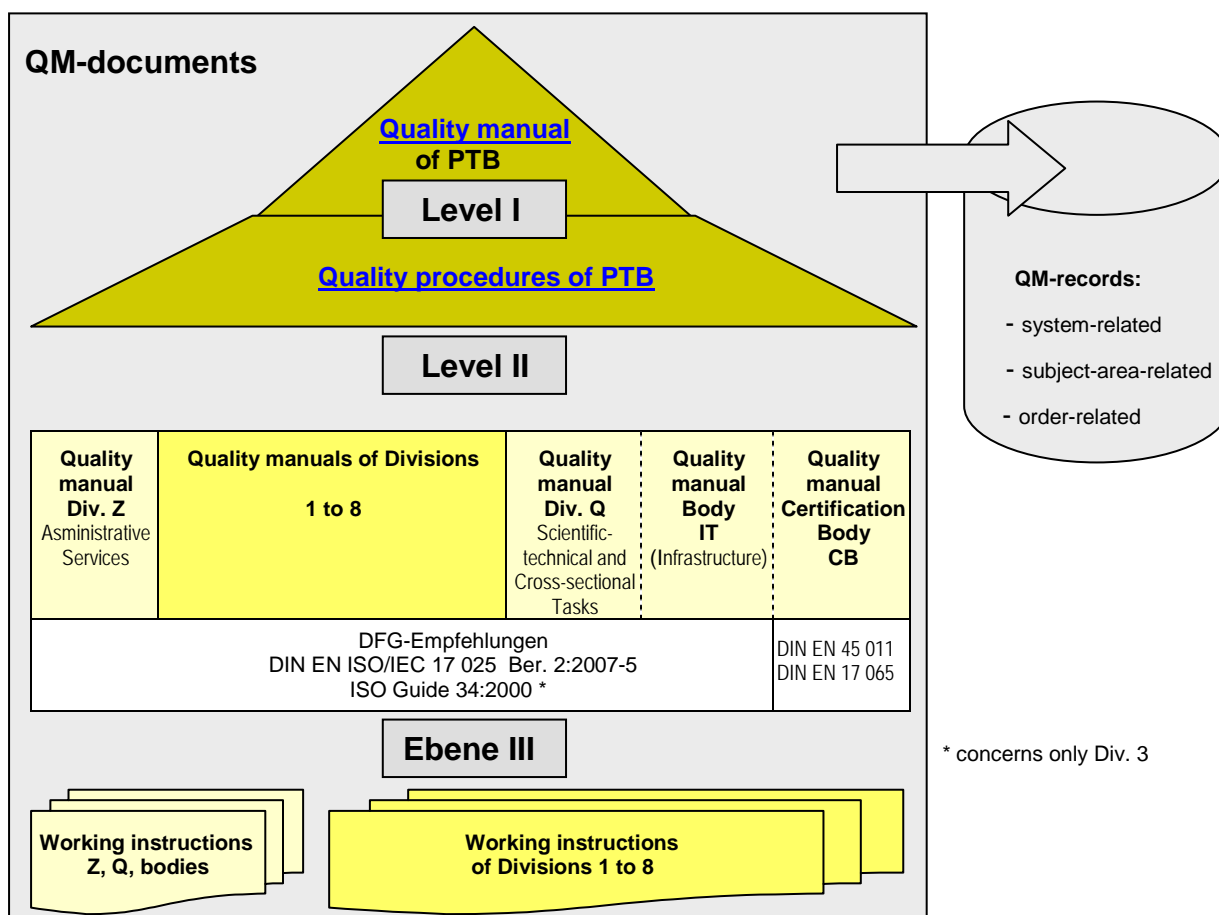 QM-documents
Quality manual
of PTB
Level I
Quality procedures of PTB
Level II
QM-records:
- system-related
- subject-area-related
- order-related
Quality
manual
Div. Z
Asministrative
Services
Quality manuals of Divisions
1 to 8
Quality
manual
Div. Q
Scientific-
technical and
Cross-sectional
Tasks
Quality
manual
Body
IT
(Infrastructure)
Quality
manual
Certification
Body
CB
DFG-Empfehlungen
DIN EN ISO/IEC 17 025 Ber. 2:2007-5
ISO Guide 34:2000 *
DIN EN 45 011
DIN EN 17 065
Ebene III
* concerns only Div. 3
Working instructions
Z, Q, bodies
Working instructions
of Divisions 1 to 8